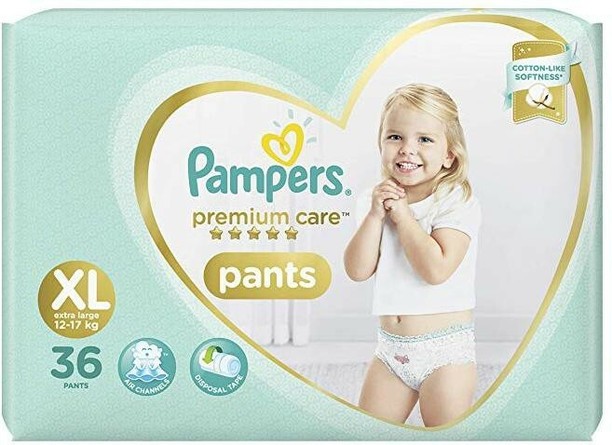 COTTON-LIKE
SOFTNESS*
Pampers®
premium care™
pants
XL
extra large
12-17 kg
36
PANTS
AIR CHANNELS
DISPOSAL TAPE